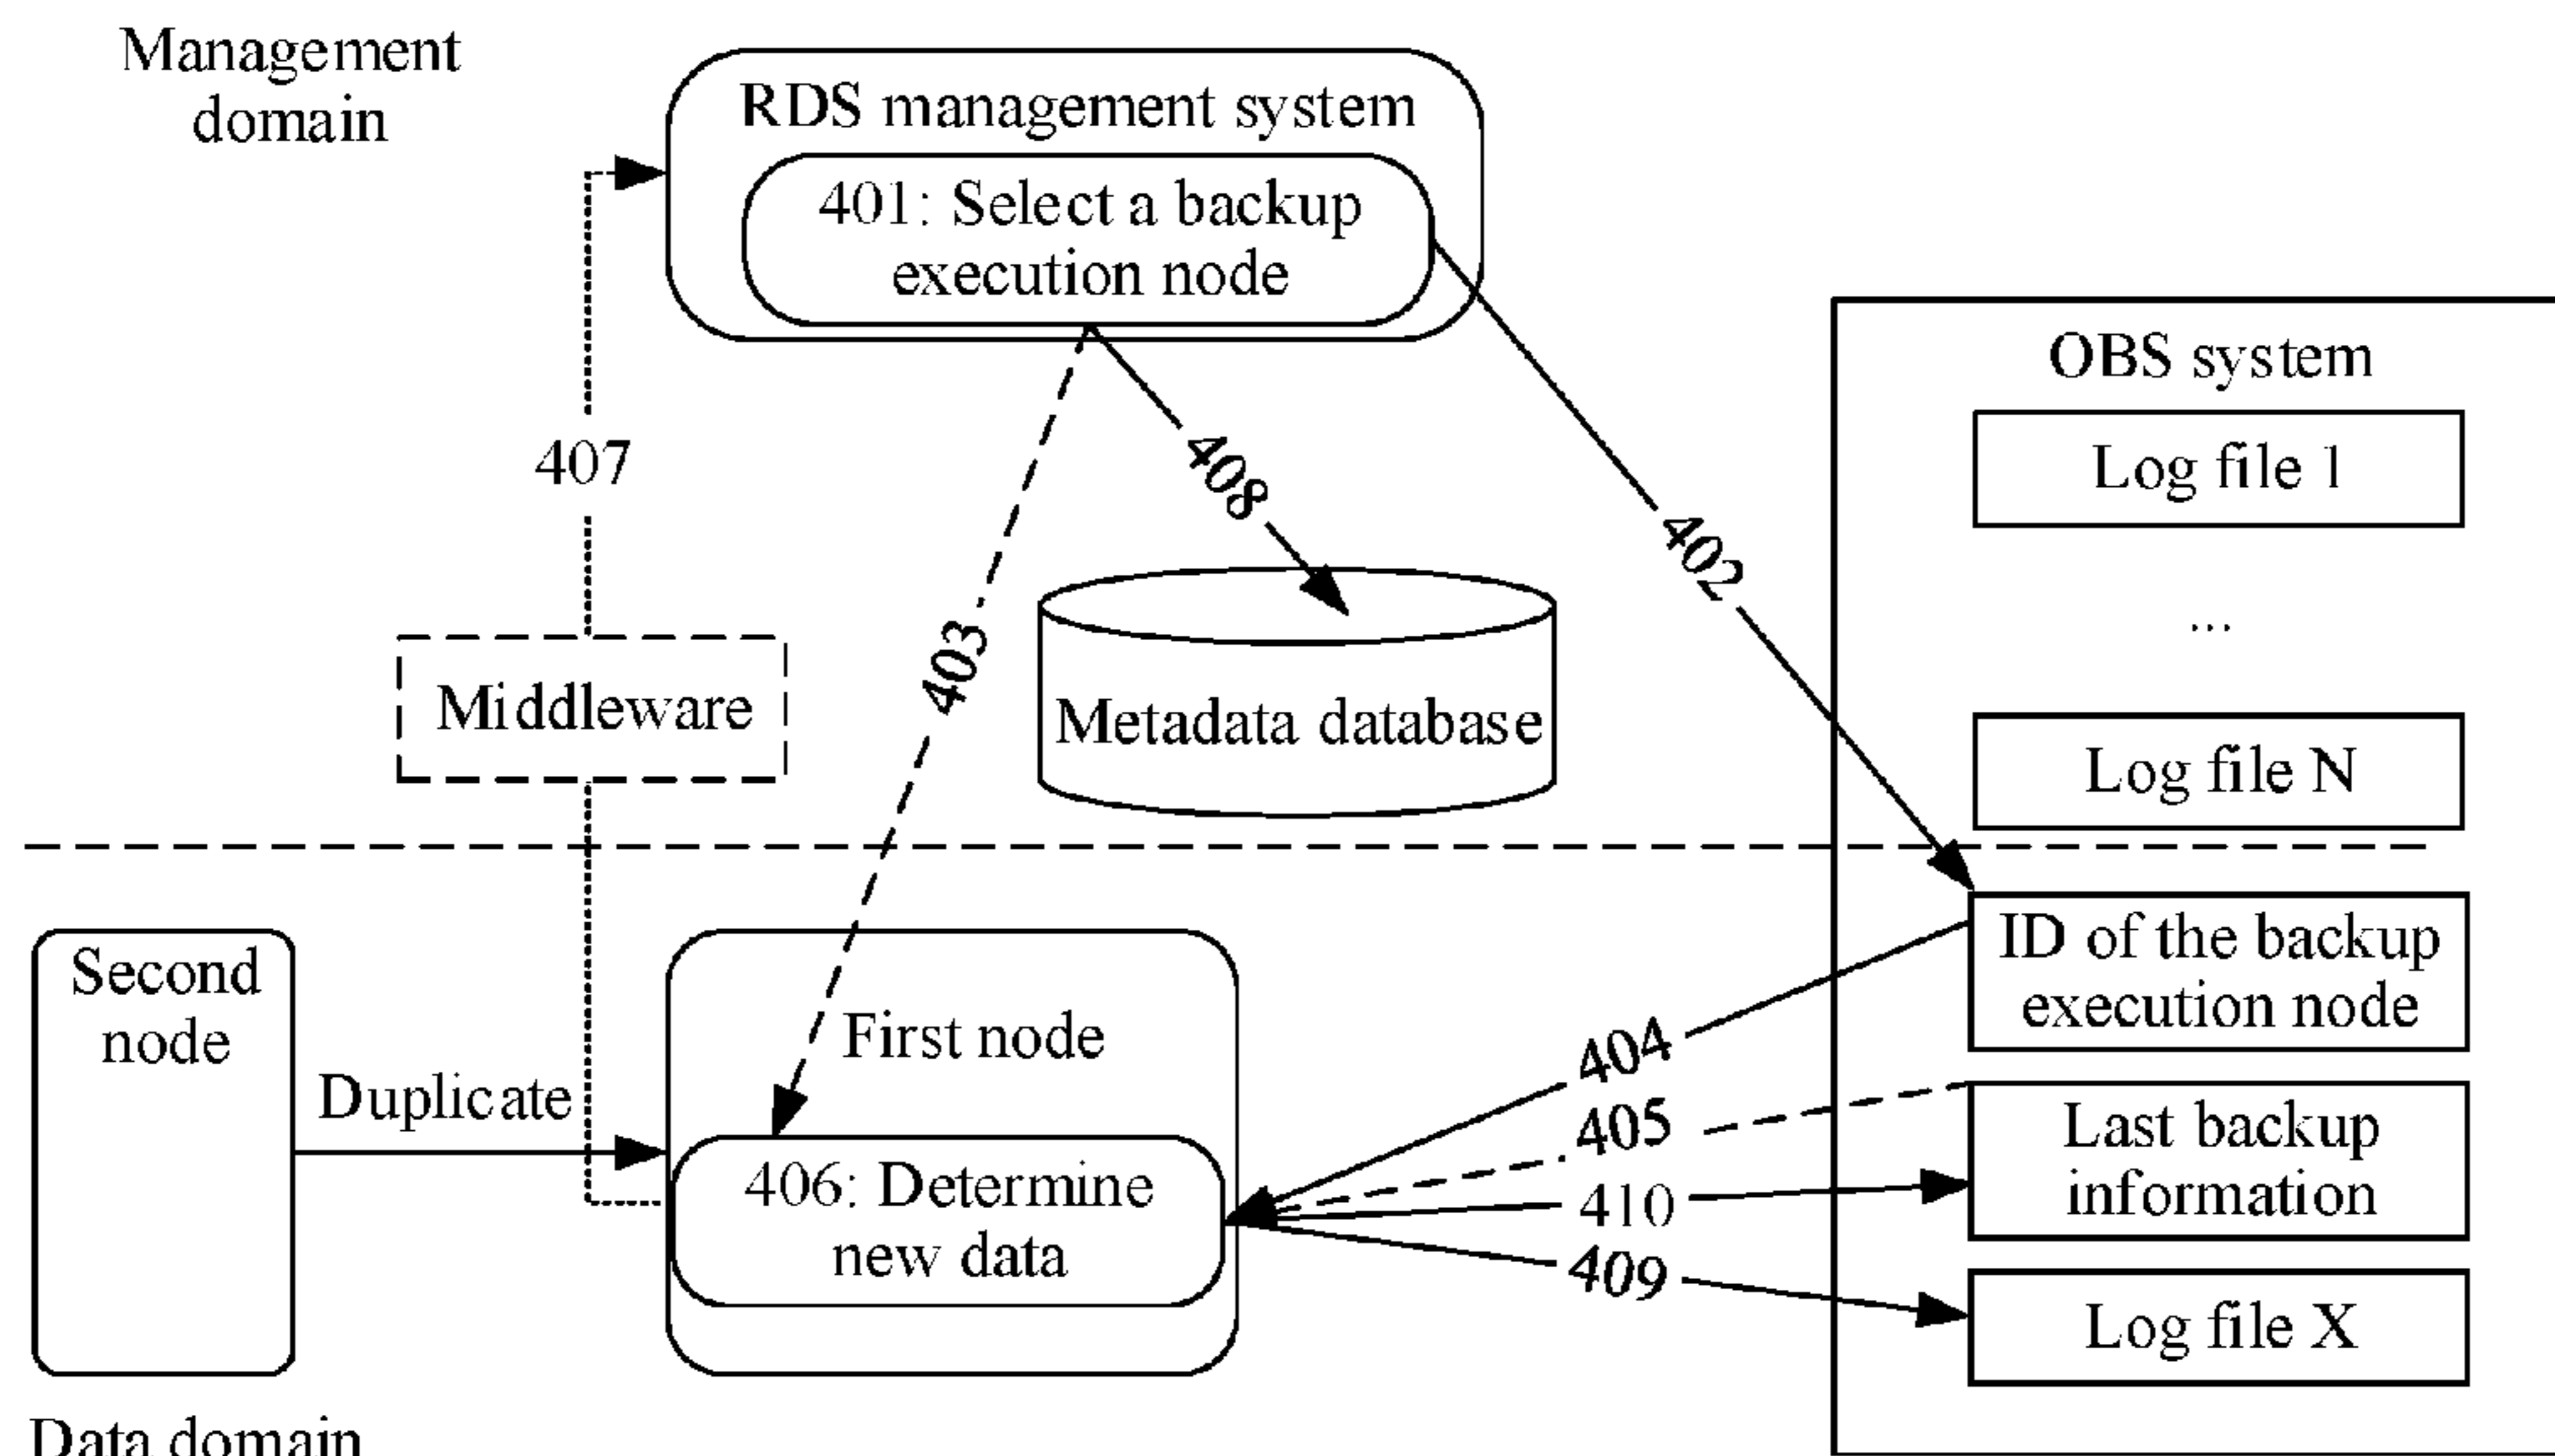 Management
domain
RDS management system
401: Select a backup
execution node
OBS system
Log file 1
407
408
402
...
403
Middleware
Metadata database
Log file N
Second
node
First node
ID of the backup
execution node
404
Duplicate
405
Last backup
information
406: Determine
new data
410
409
Log file X
Data domain